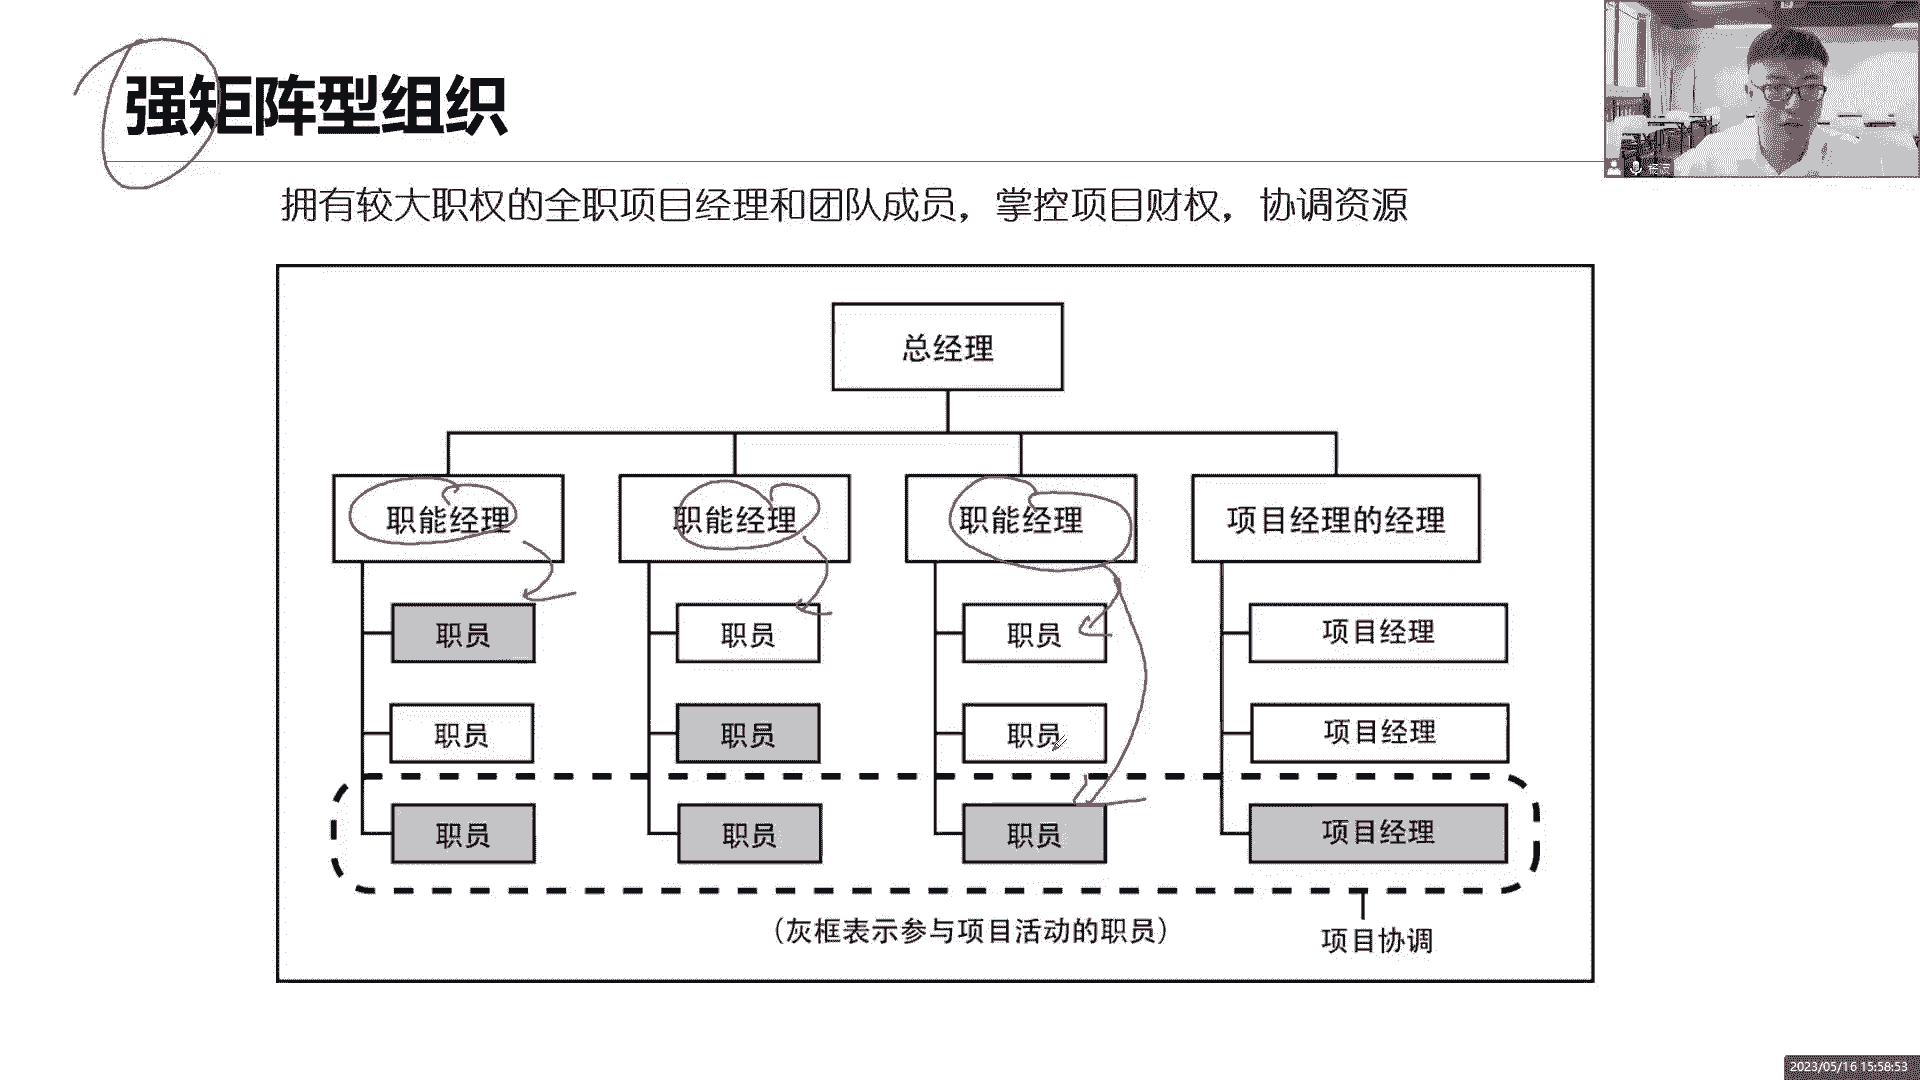 强矩阵型组织
拥有较大职权的全职项目经理和团队成员，掌控项目财权，协调资源
总经理
职能经理 职能经理 职能经理 项目经理的经理
职员 职员 职员 项目经理
职员 职员 职员 项目经理
职员 职员 职员 项目经理
（灰框表示参与项目活动的职员）
项目协调
2023/05/16 15:58:53